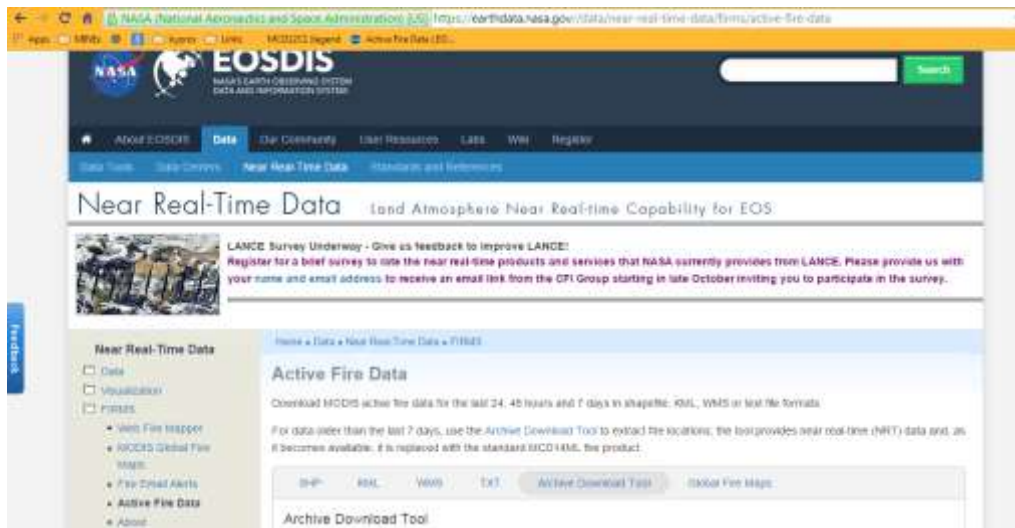 NASA (National Aeronautics and Space Administration) [US] https://earthdata.nasa.gov/data/near-real-time-data/firms/active-fire-data
Apps Links MCD12Q1 legend Active Fire Data (EO...
NASA EOSDIS
NASA'S EARTH OBSERVING SYSTEM
DATA AND INFORMATION SYSTEM
Search
About EOSDIS Data Our Community User Resources Labs Wiki Register
Data Tools Data Centers Near Real-Time Data Standards and References
Near Real-Time Data Land Atmosphere Near Real-time Capability for EOS
LANCE Survey Underway - Give us feedback to improve LANCE!
Register for a brief survey to rate the near real-time products and services that NASA currently provides from LANCE. Please provide us with
your name and email address to receive an email link from the CFI Group starting in late October inviting you to participate in the survey.
Feedback
Near Real-Time Data
Data
Visualization
FIRMS
Web Fire Mapper
MODIS Global Fire
Maps
Fire Email Alerts
Active Fire Data
About
Home » Data » Near Real-Time Data » FIRMS
Active Fire Data
Download MODIS active fire data for the last 24, 48 hours and 7 days in shapefile, KML, WMS or text file formats.
For data older than the last 7 days, use the Archive Download Tool to extract fire locations; the tool provides near real-time (NRT) data and, as
it becomes available, it is replaced with the standard MCD14ML fire product.
SHP KML WMS TXT Archive Download Tool Global Fire Maps
Archive Download Tool